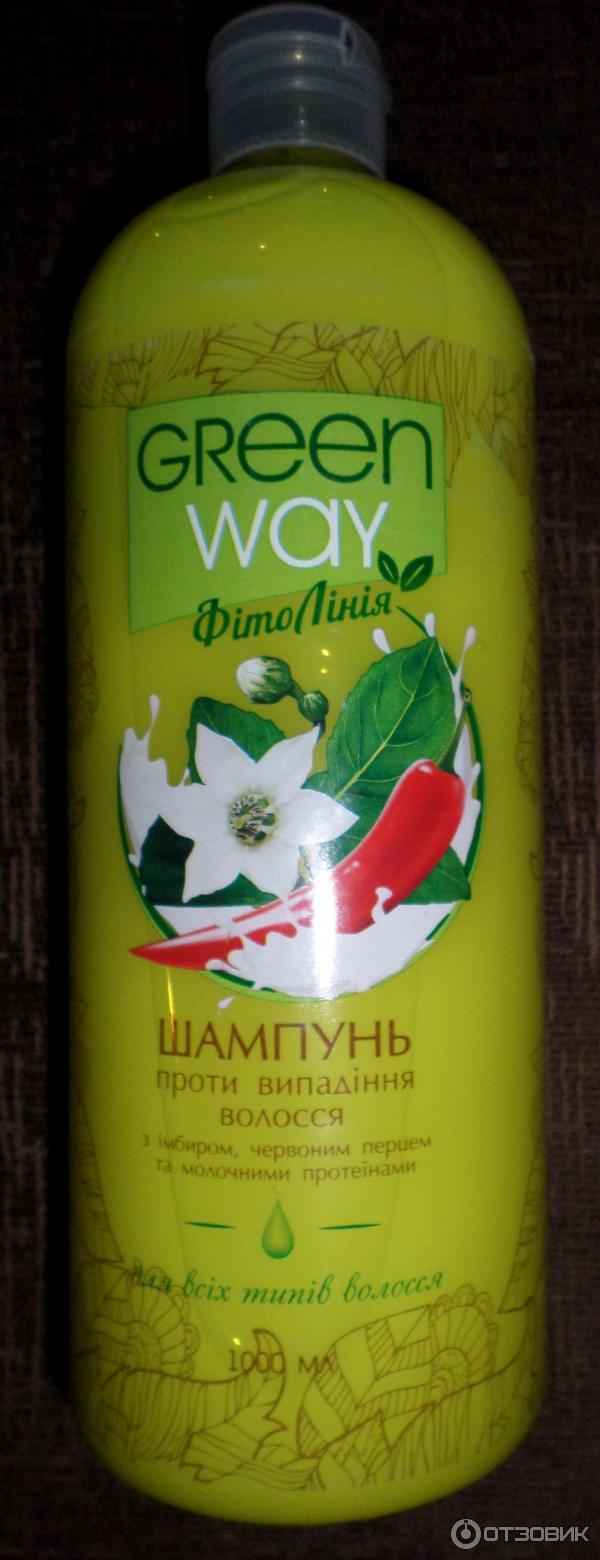 Green
way
ФітоЛінія
ШАМПУНЬ
проти випадіння
волосся
з імбиром, червоним перцем
та молочними протеїнами
для всіх типів волосся
1000 мл
ОТЗОВИК